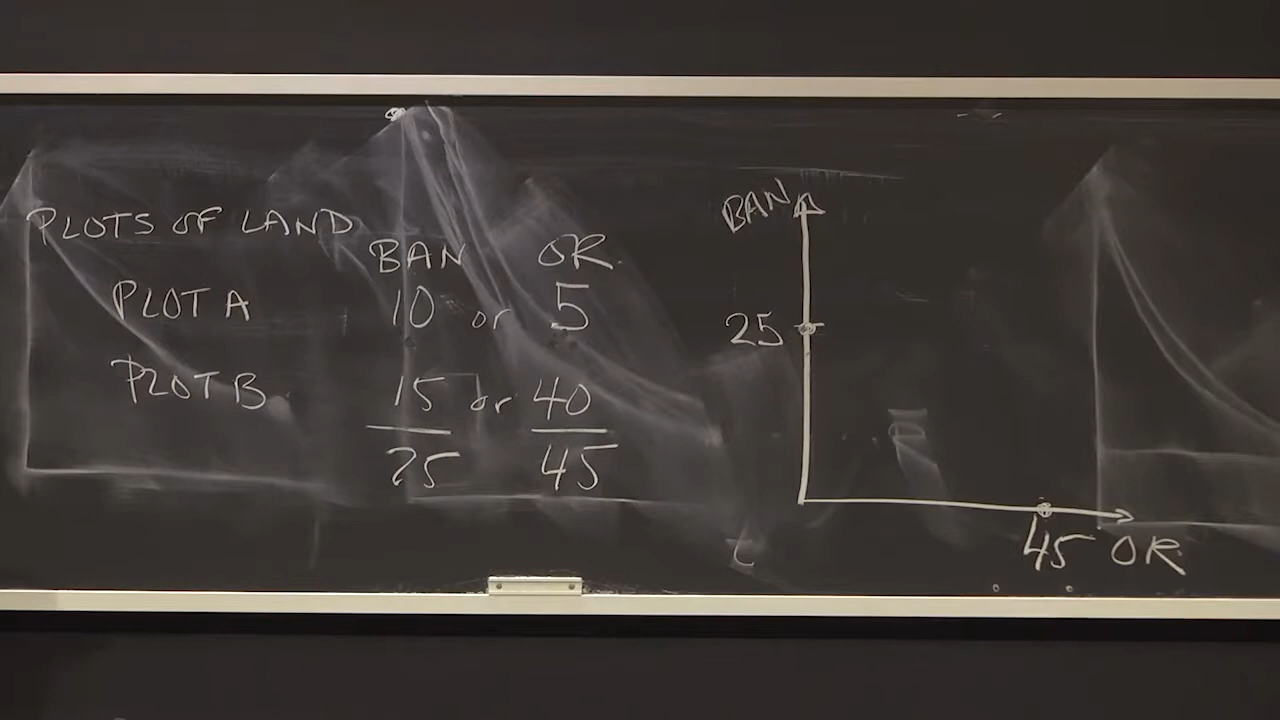 PLOTS OF LAND
BAN OR.
PLOT A 10 or 5
PLOT B. 15 or 40
25 45
BAN
25
45 OR.